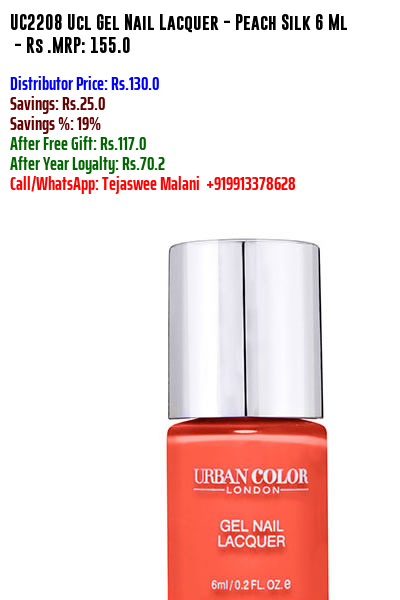 UC2208 Ucl Gel Nail Lacquer - Peach Silk 6 Ml
- Rs .MRP: 155.0
Distributor Price: Rs.130.0
Savings: Rs.25.0
Savings %: 19%
After Free Gift: Rs.117.0
After Year Loyalty: Rs.70.2
Call/WhatsApp: Tejaswee Malani +919913378628
URBAN COLOR
LONDON
GEL NAIL
LACQUER
6ml/0.2 FL. OZ. e